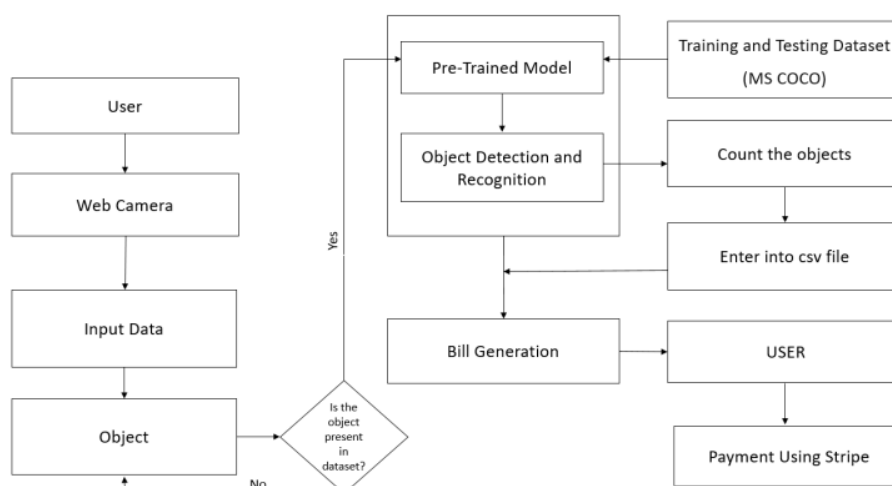 User
Web Camera
Input Data
Object
Is the
object
present
in
dataset?
Yes
No
Pre-Trained Model
Object Detection and
Recognition
Training and Testing Dataset
(MS COCO)
Count the objects
Enter into csv file
Bill Generation
USER
Payment Using Stripe